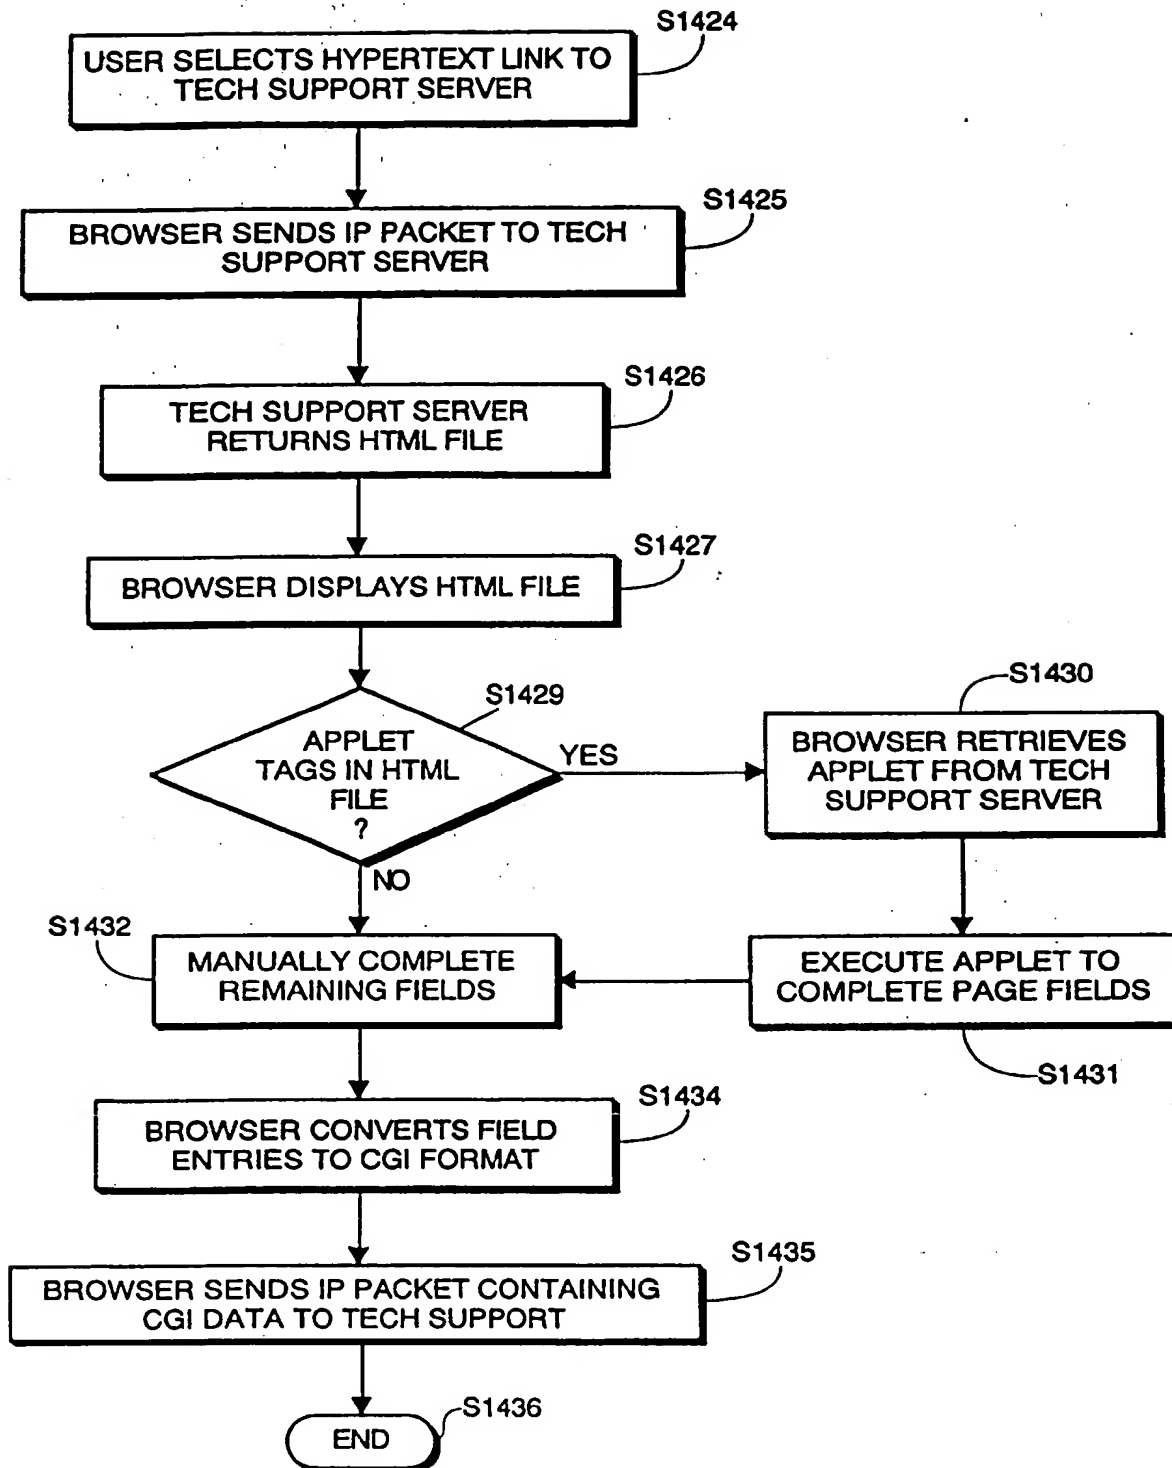 S1424
USER SELECTS HYPERTEXT LINK TO
TECH SUPPORT SERVER
S1425
BROWSER SENDS IP PACKET TO TECH
SUPPORT SERVER
S1426
TECH SUPPORT SERVER
RETURNS HTML FILE
S1427
BROWSER DISPLAYS HTML FILE
S1429
APPLET
TAGS IN HTML
FILE
?
YES
NO
S1430
BROWSER RETRIEVES
APPLET FROM TECH
SUPPORT SERVER
EXECUTE APPLET TO
COMPLETE PAGE FIELDS
S1431
S1432
MANUALLY COMPLETE
REMAINING FIELDS
S1434
BROWSER CONVERTS FIELD
ENTRIES TO CGI FORMAT
S1435
BROWSER SENDS IP PACKET CONTAINING
CGI DATA TO TECH SUPPORT
S1436
END